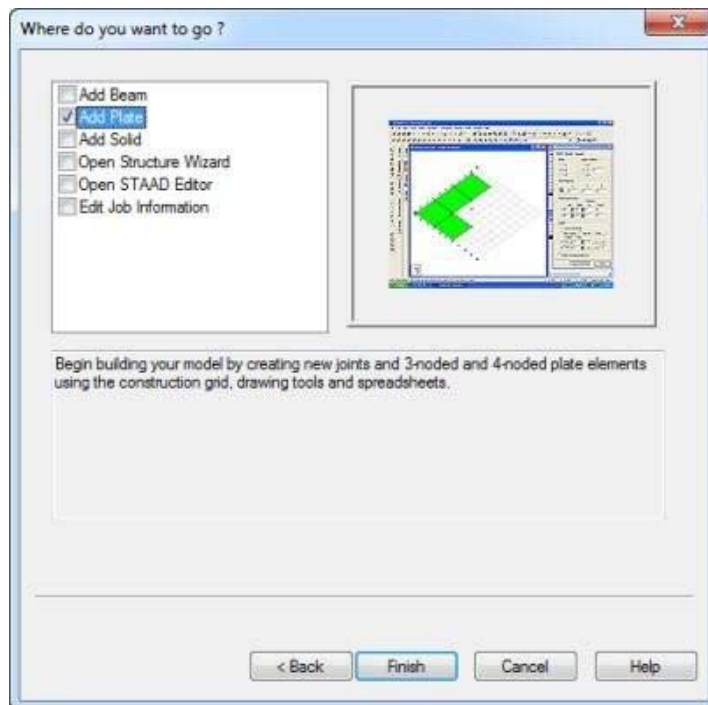 Where do you want to go ?
Add Beam
Add Plate
Add Solid
Open Structure Wizard
Open STAAD Editor
Edit Job Information
Begin building your model by creating new joints and 3-noded and 4-noded plate elements
using the construction grid, drawing tools and spreadsheets.
< Back
Finish
Cancel
Help